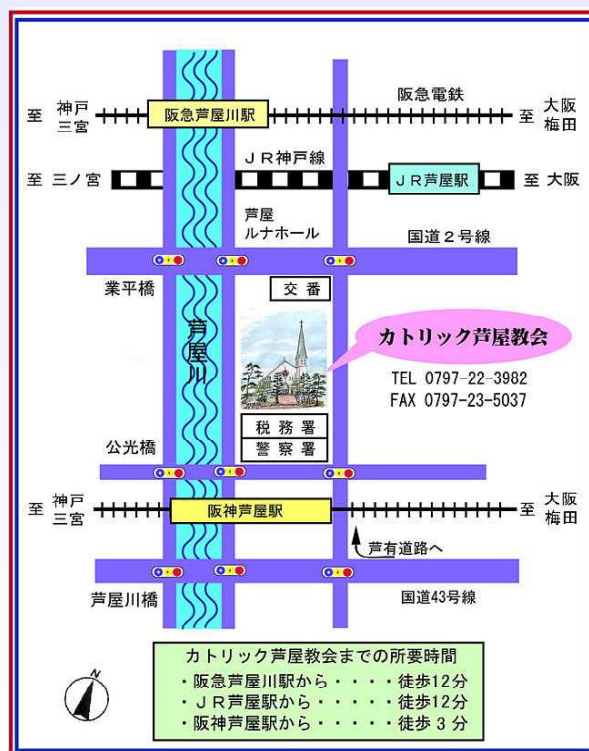 阪急電鉄
至 神戸三宮
阪急芦屋川駅
至 大阪梅田
JR神戸線
至 三ノ宮
JR芦屋駅
至 大阪
芦屋
ルナホール
国道2号線
業平橋
交番
芦屋川
カトリック芦屋教会
TEL 0797-22-3982
FAX 0797-23-5037
税務署
警察署
公光橋
至 神戸三宮
阪神芦屋駅
至 大阪梅田
芦有道路へ
芦屋川橋
国道43号線
N
カトリック芦屋教会までの所要時間
・阪急芦屋川駅から・・・・徒歩12分
・JR芦屋駅から・・・・・徒歩12分
・阪神芦屋駅から・・・・・徒歩3分